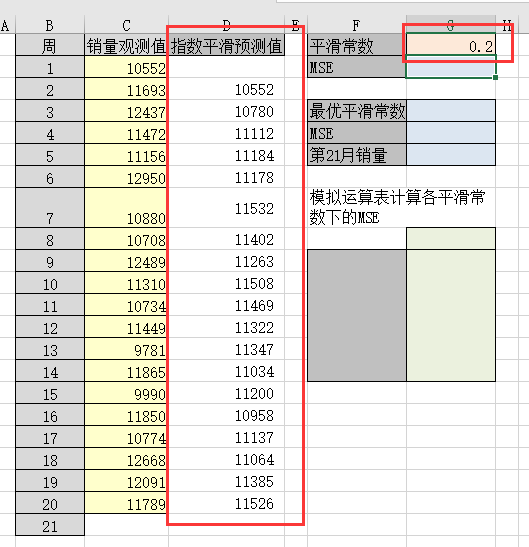 A B C D E F G H
周 销量观测值 指数平滑预测值 平滑常数 0.2
1 10552 MSE
2 11693 10552
3 12437 10780 最优平滑常数
4 11472 11112 MSE
5 11156 11184 第21月销量
6 12950 11178
模拟运算表计算各平滑常
7 10880 11532 数下的MSE
8 10708 11402
9 12489 11263
10 11310 11508
11 10734 11469
12 11449 11322
13 9781 11347
14 11865 11034
15 9990 11200
16 11850 10958
17 10774 11137
18 12668 11064
19 12091 11385
20 11789 11526
21